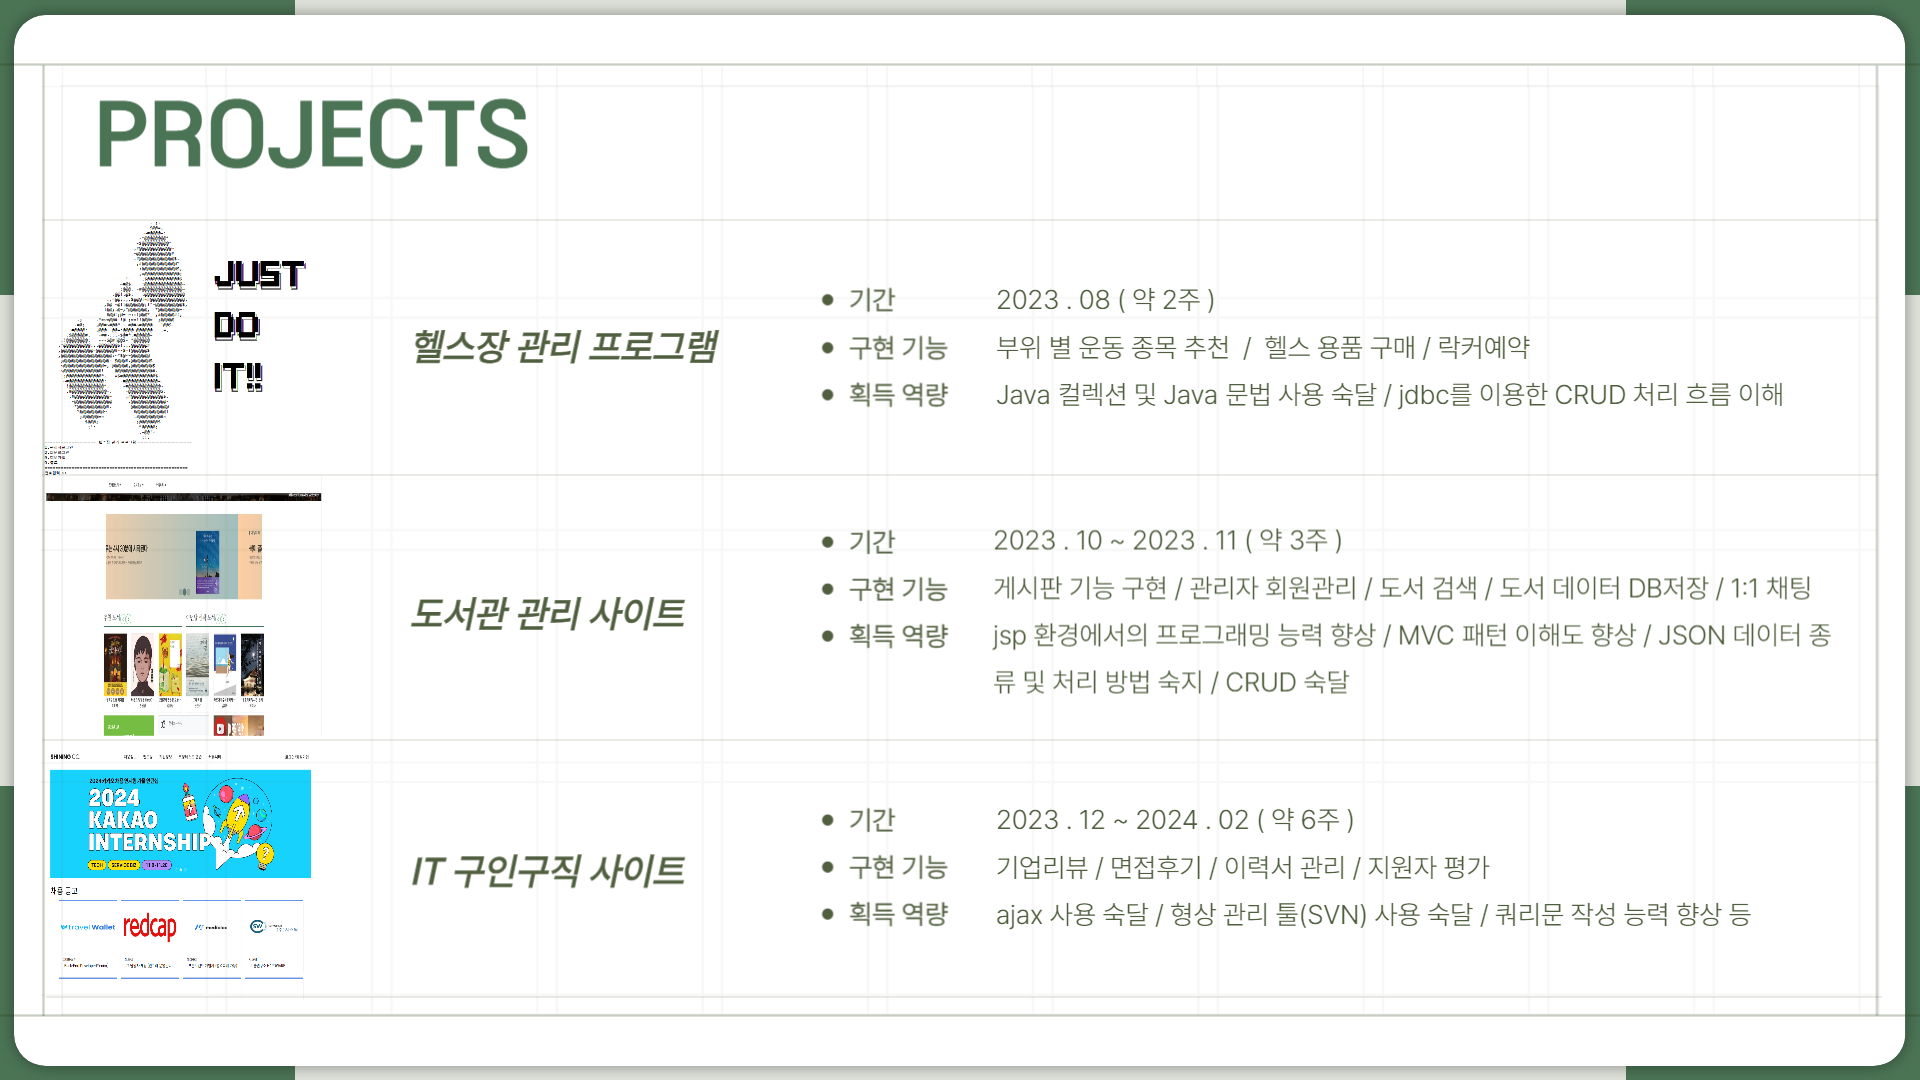 PROJECTS
JUST
DO
IT!!
헬스장 관리 프로그램
기간 2023 . 08 ( 약 2주 )
구현 기능 부위 별 운동 종목 추천 / 헬스 용품 구매 / 락커예약
획득 역량 Java 컬렉션 및 Java 문법 사용 숙달 / jdbc를 이용한 CRUD 처리 흐름 이해
도서관 관리 사이트
기간 2023 . 10 ~ 2023 . 11 ( 약 3주 )
구현 기능 게시판 기능 구현 / 관리자 회원관리 / 도서 검색 / 도서 데이터 DB저장 / 1:1 채팅
획득 역량 jsp 환경에서의 프로그래밍 능력 향상 / MVC 패턴 이해도 향상 / JSON 데이터 종
류 및 처리 방법 숙지 / CRUD 숙달
SHINING
2024
KAKAO
INTERNSHIP
TECH
채용 공고
travel Wallet
redcap
IT 구인구직 사이트
기간 2023 . 12 ~ 2024 . 02 ( 약 6주 )
구현 기능 기업리뷰 / 면접후기 / 이력서 관리 / 지원자 평가
획득 역량 ajax 사용 숙달 / 형상 관리 툴(SVN) 사용 숙달 / 쿼리문 작성 능력 향상 등